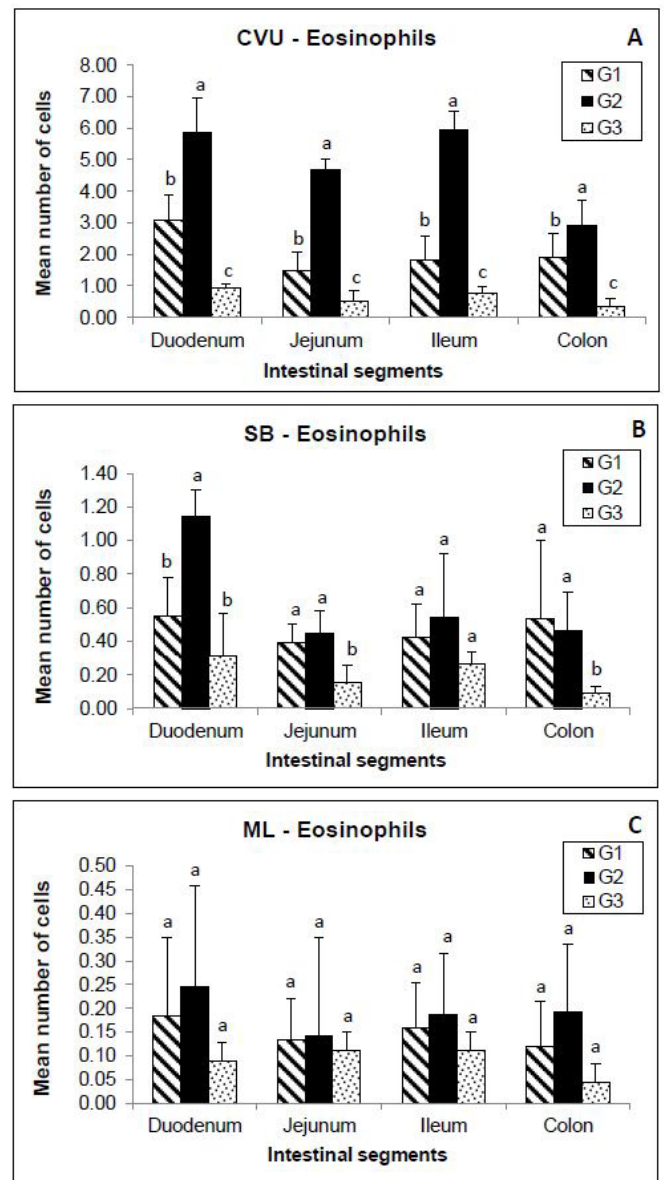 CVU - Eosinophils
A
Mean number of cells
8.00
7.00
6.00
5.00
4.00
3.00
2.00
1.00
0.00
G1
G2
G3
b a c
b a c
b a c
b a c
Duodenum Jejunum Ileum Colon
Intestinal segments
SB - Eosinophils
B
Mean number of cells
1.40
1.20
1.00
0.80
0.60
0.40
0.20
0.00
G1
G2
G3
b a b
a a b
a a a
a a b
Duodenum Jejunum Ileum Colon
Intestinal segments
ML - Eosinophils
C
Mean number of cells
0.50
0.45
0.40
0.35
0.30
0.25
0.20
0.15
0.10
0.05
0.00
G1
G2
G3
a a a
a a a
a a a
a a a
Duodenum Jejunum Ileum Colon
Intestinal segments